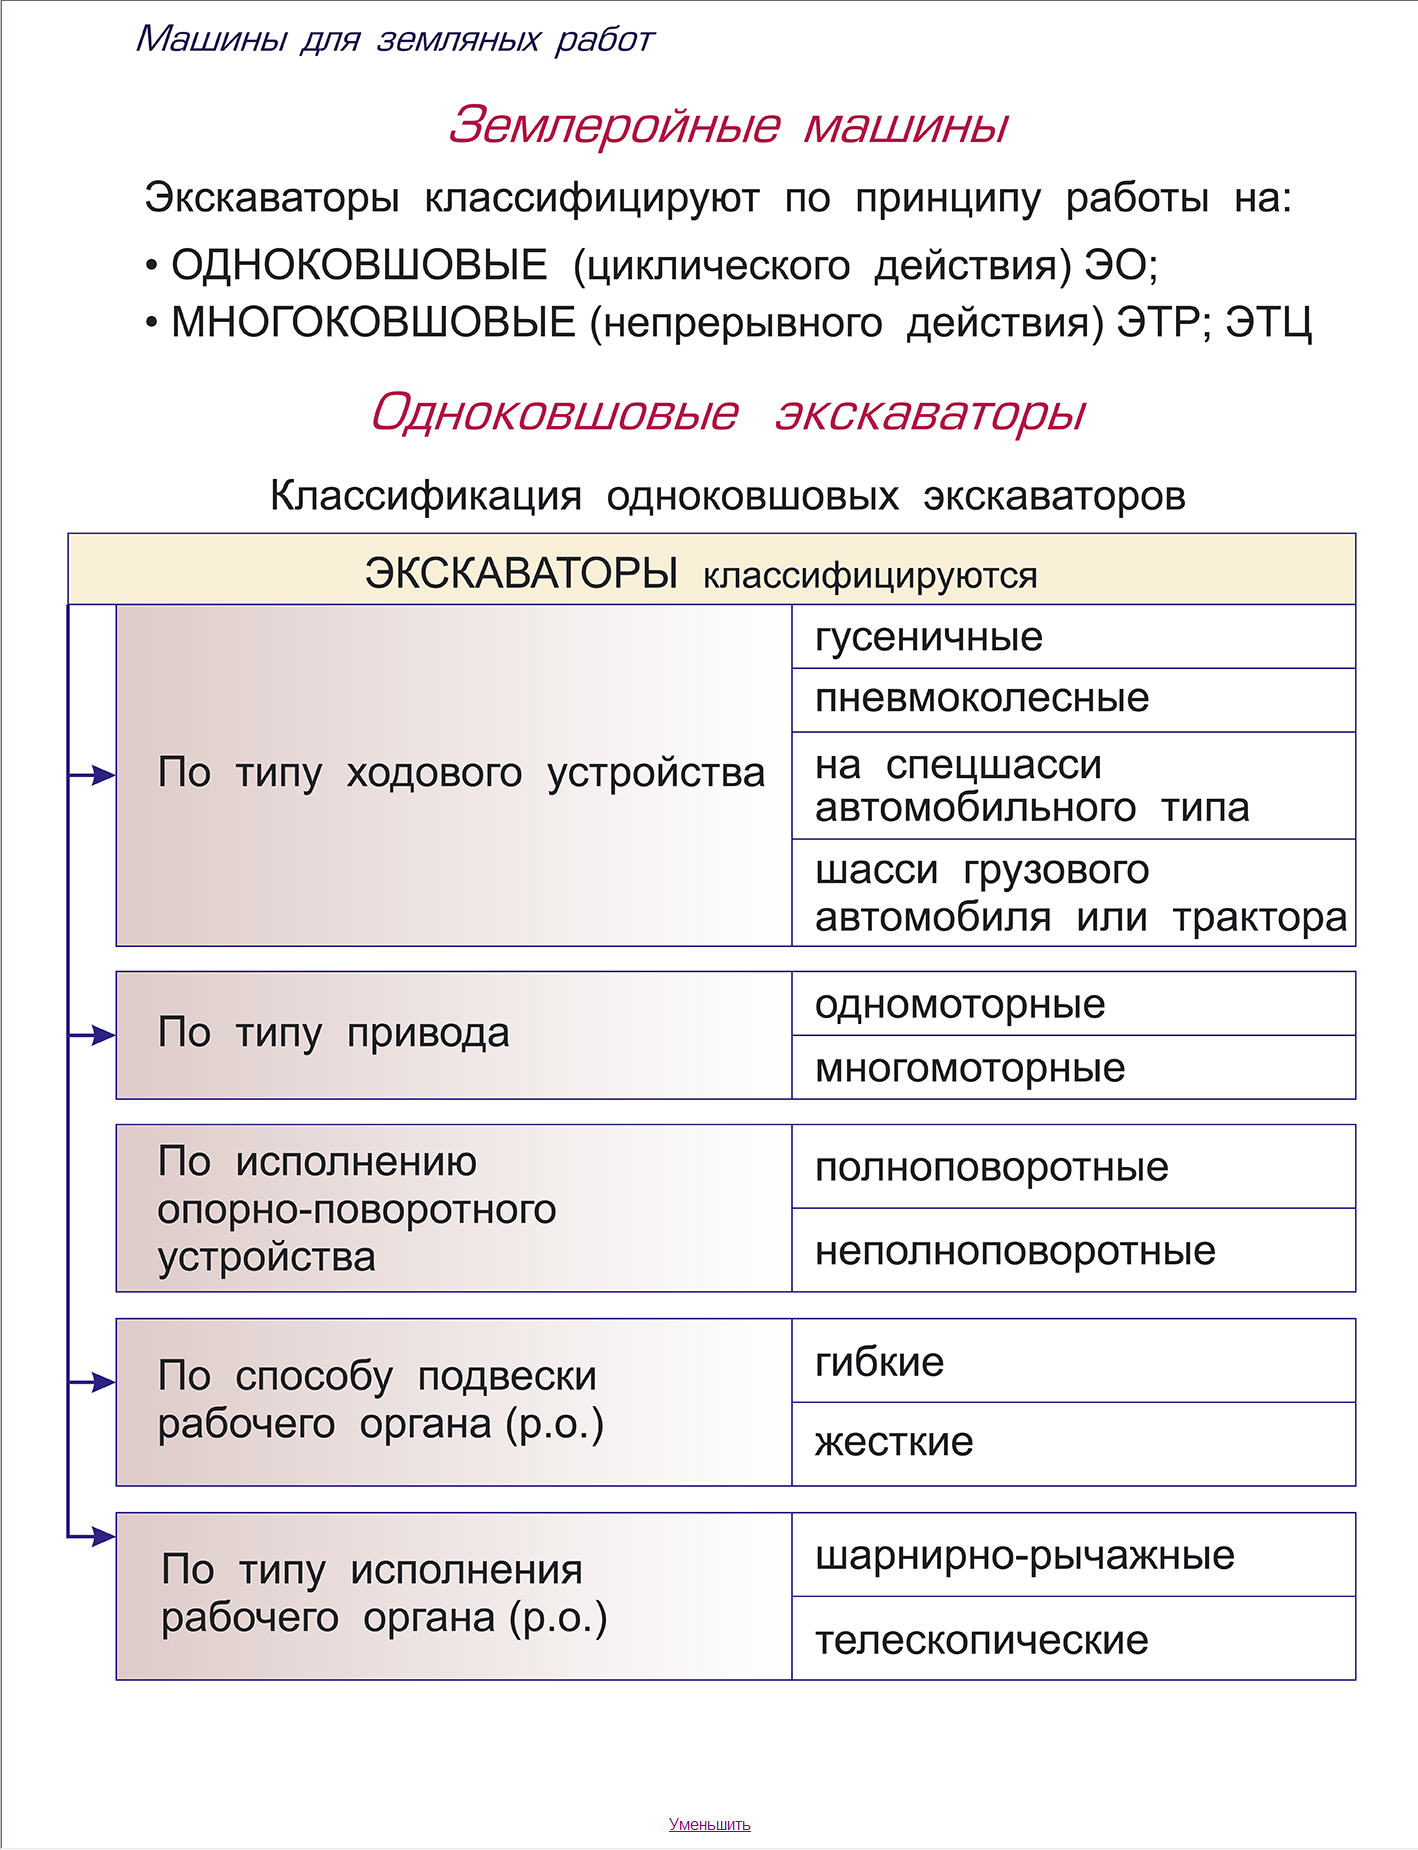 Машины для земляных работ
Землеройные машины
Экскаваторы классифицируют по принципу работы на:
• ОДНОКОВШОВЫЕ (циклического действия) ЭО;
• МНОГОКОВШОВЫЕ (непрерывного действия) ЭТР; ЭТЦ
Одноковшовые экскаваторы
Классификация одноковшовых экскаваторов
ЭКСКАВАТОРЫ классифицируются
По типу ходового устройства
гусеничные
пневмоколесные
на спецшасси
автомобильного типа
шасси грузового
автомобиля или трактора
По типу привода
одномоторные
многомоторные
По исполнению
опорно-поворотного
устройства
полноповоротные
неполноповоротные
По способу подвески
рабочего органа (р.о.)
гибкие
жесткие
По типу исполнения
рабочего органа (р.о.)
шарнирно-рычажные
телескопические
Уменьшить